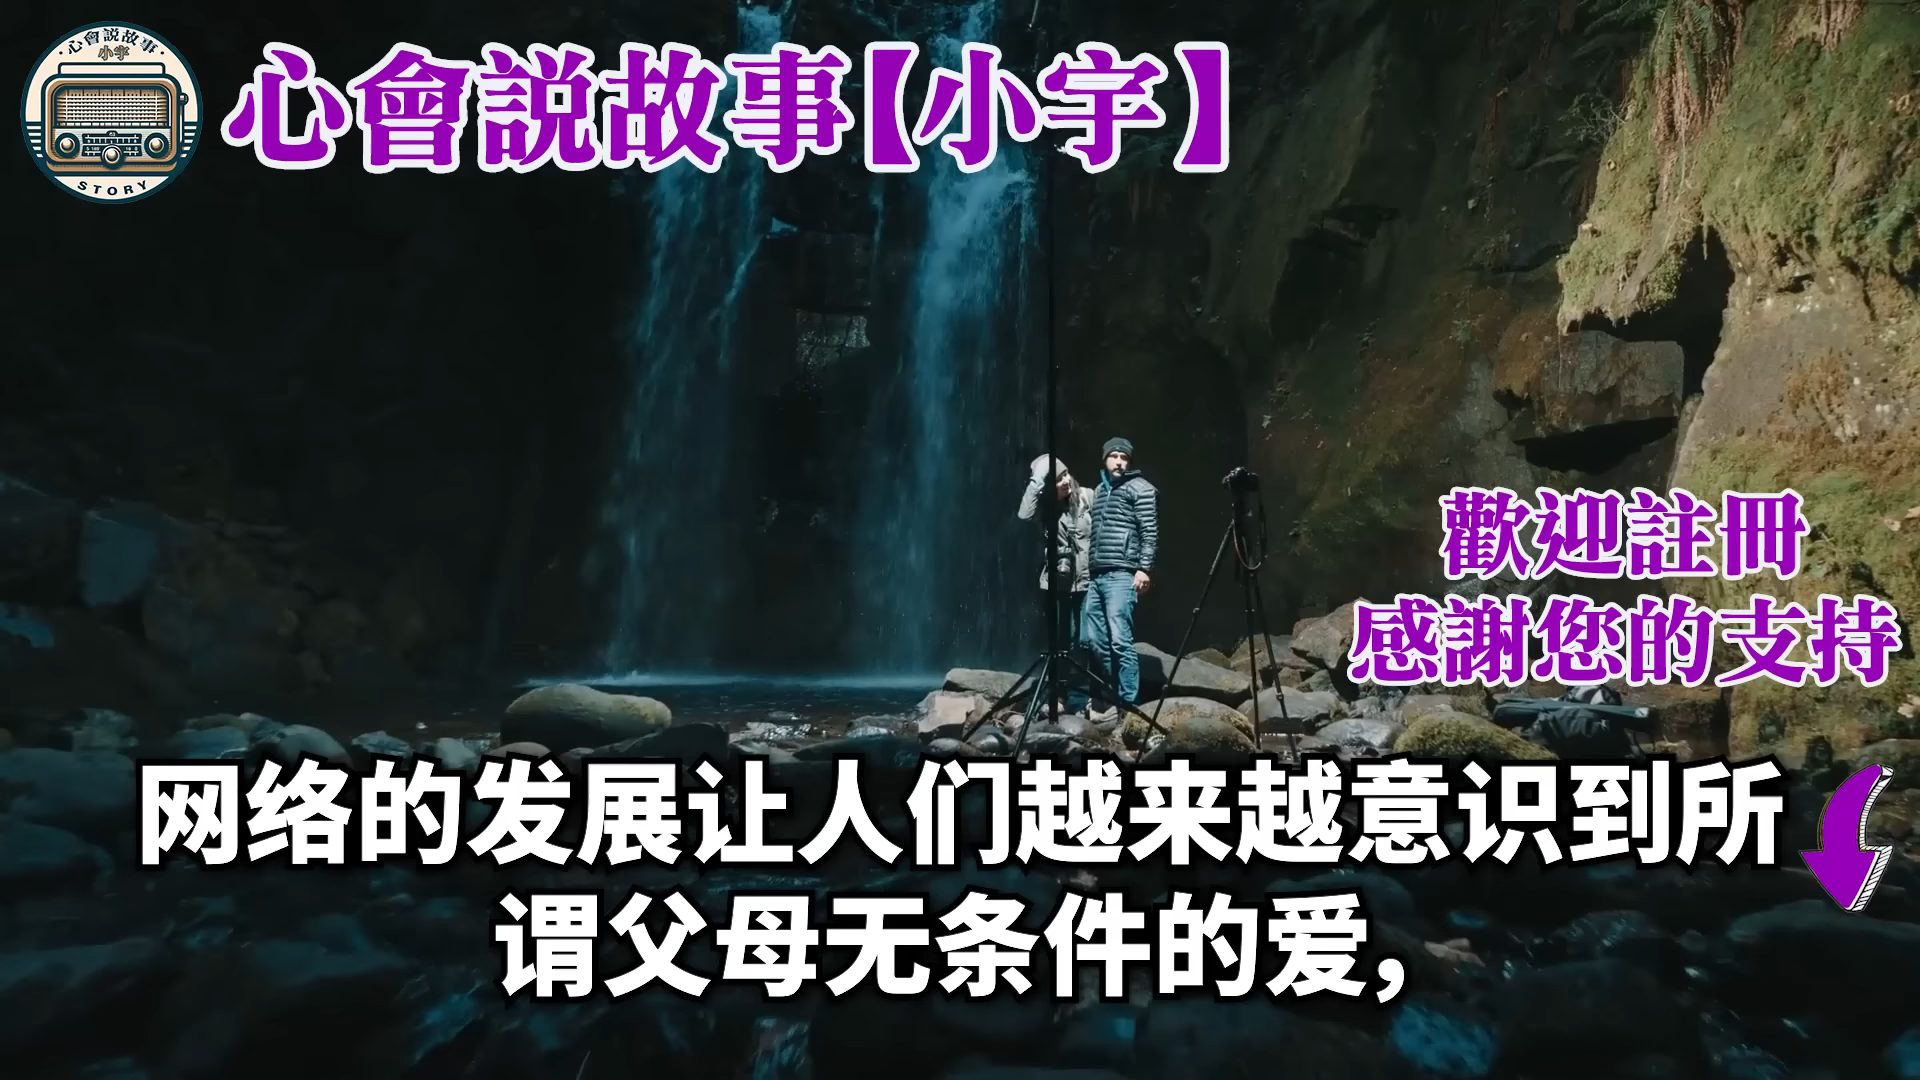 心會説故事
小宇
STORY
心會説故事【小宇】
歡迎註冊
感謝您的支持
网络的发展让人们越来越意识到所
谓父母无条件的爱,